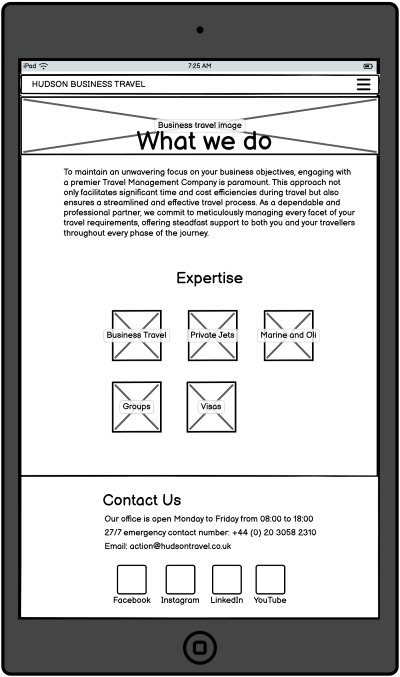 iPad 7:25 AM
HUDSON BUSINESS TRAVEL
Business travel image
What we do
To maintain an unwavering focus on your business objectives, engaging with
a premier Travel Management Company is paramount. This approach not
only facilitates significant time and cost efficiencies during travel but also
ensures a streamlined and effective travel process. As a dependable and
professional partner, we commit to meticulously managing every facet of your
travel requirements, offering steadfast support to both you and your travellers
throughout every phase of the journey.
Expertise
Business Travel Private Jets Marine and Oli
Groups Visas
Contact Us
Our office is open Monday to Friday from 08:00 to 18:00
27/7 emergency contact number: +44 (0) 20 3058 2310
Email: action@hudsontravel.co.uk
Facebook Instagram LinkedIn YouTube